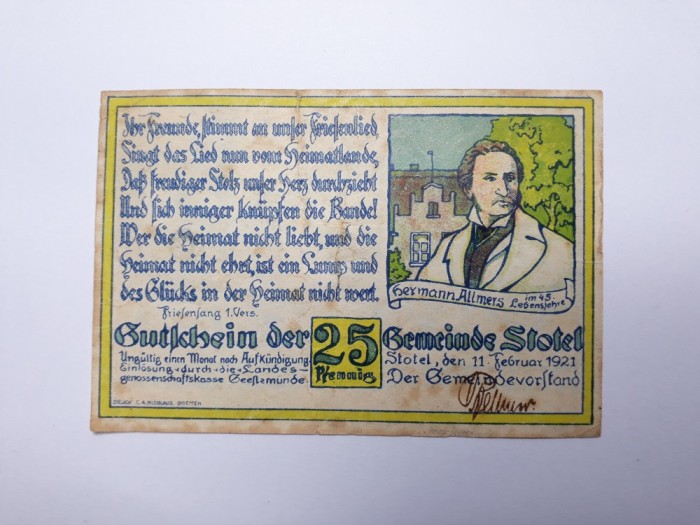 Ihr Freunde, stimmt an unser Friesenlied
Singt das Lied nun vom Heimatlande,
Daß freudiger Stolz unser Herz durchzieht
Und sich inniger knüpfen die Bande!
Wer die Heimat nicht liebt, und die
Heimat nicht ehrt, ist ein Lump und
des Glücks in der Heimat nicht wert.
Friesensang 1. Vers.
Hermann Allmers im 45.
Lebensjahre
Gutschein der 25 Gemeinde Stotel
Pfennig
Ungültig einen Monat nach Aufkündigung
Einlösung durch die Landes-
genossenschaftskasse Geestemünde.
Stotel, den 11. Februar 1921
Der Gemeindevorstand
DRUCK C. A. NICOLAUS, BREMEN